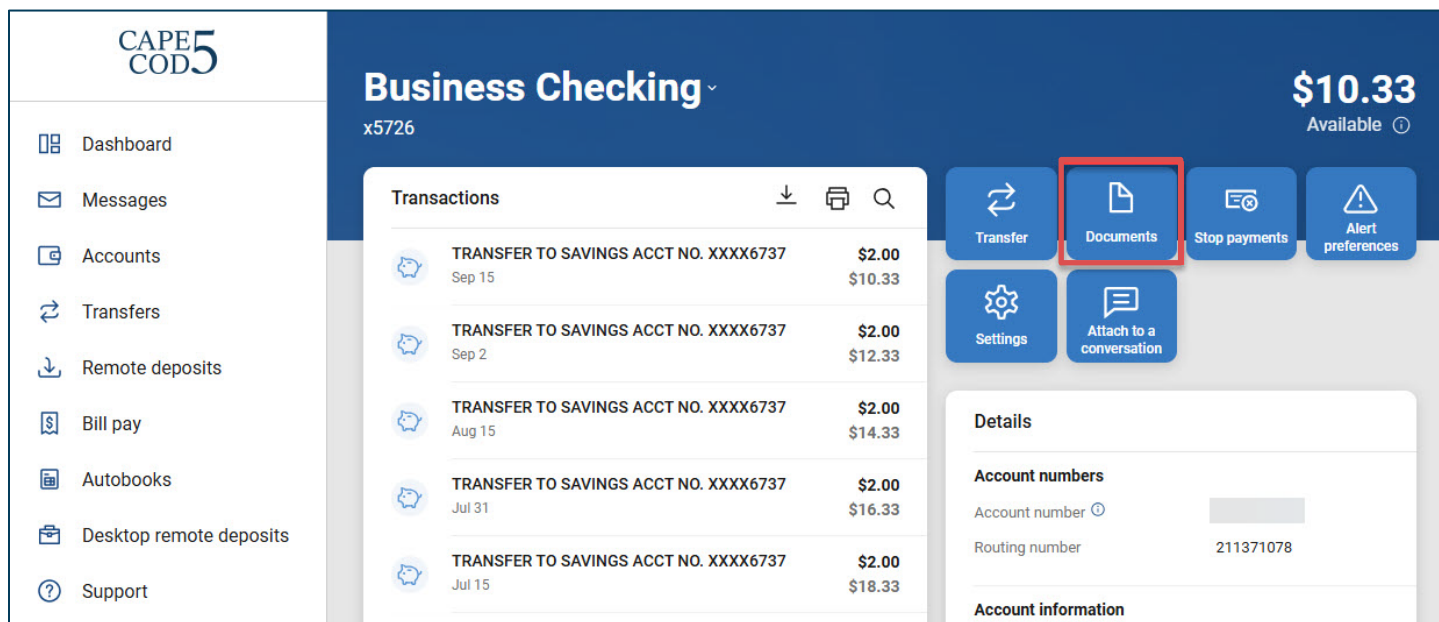 CAPE
COD 5
Dashboard
Messages
Accounts
Transfers
Remote deposits
Bill pay
Autobooks
Desktop remote deposits
Support
Business Checking
x5726
$10.33
Available
Transactions
TRANSFER TO SAVINGS ACCT NO. XXXX6737 $2.00
Sep 15 $10.33
TRANSFER TO SAVINGS ACCT NO. XXXX6737 $2.00
Sep 2 $12.33
TRANSFER TO SAVINGS ACCT NO. XXXX6737 $2.00
Aug 15 $14.33
TRANSFER TO SAVINGS ACCT NO. XXXX6737 $2.00
Jul 31 $16.33
TRANSFER TO SAVINGS ACCT NO. XXXX6737 $2.00
Jul 15 $18.33
Transfer
Documents
Stop payments
Alert
preferences
Settings
Attach to a
conversation
Details
Account numbers
Account number
Routing number 211371078
Account information